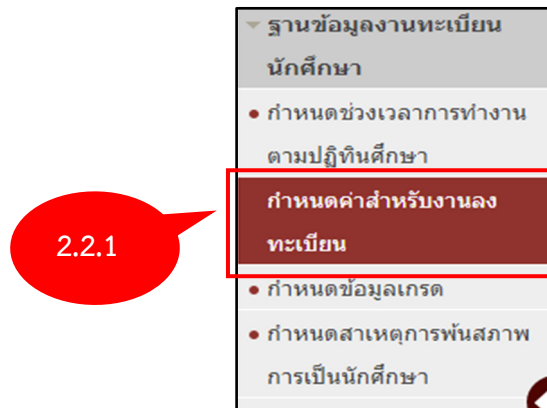 ฐานข้อมูลงานทะเบียน
นักศึกษา
กำหนดช่วงเวลาการทำงาน
ตามปฏิทินศึกษา
กำหนดค่าสำหรับงานลง
ทะเบียน
2.2.1
กำหนดข้อมูลเกรด
กำหนดสาเหตุการพ้นสภาพ
การเป็นนักศึกษา